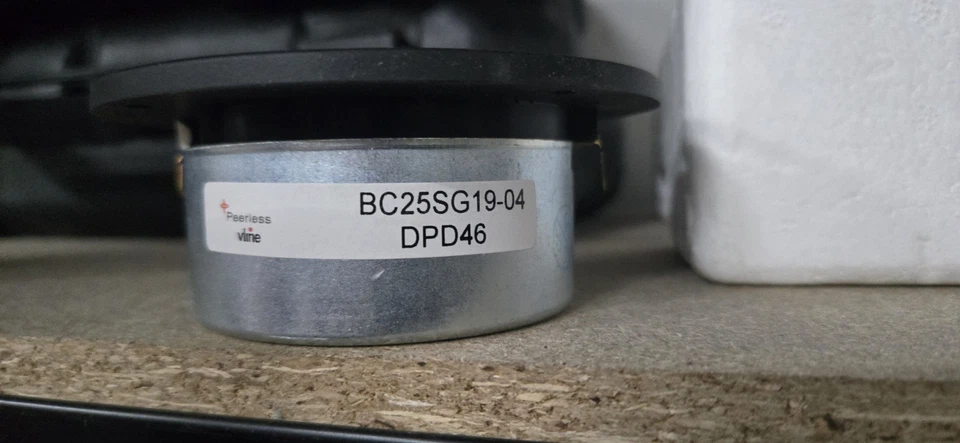 Peerless
vline
BC25SG19-04
DPD46